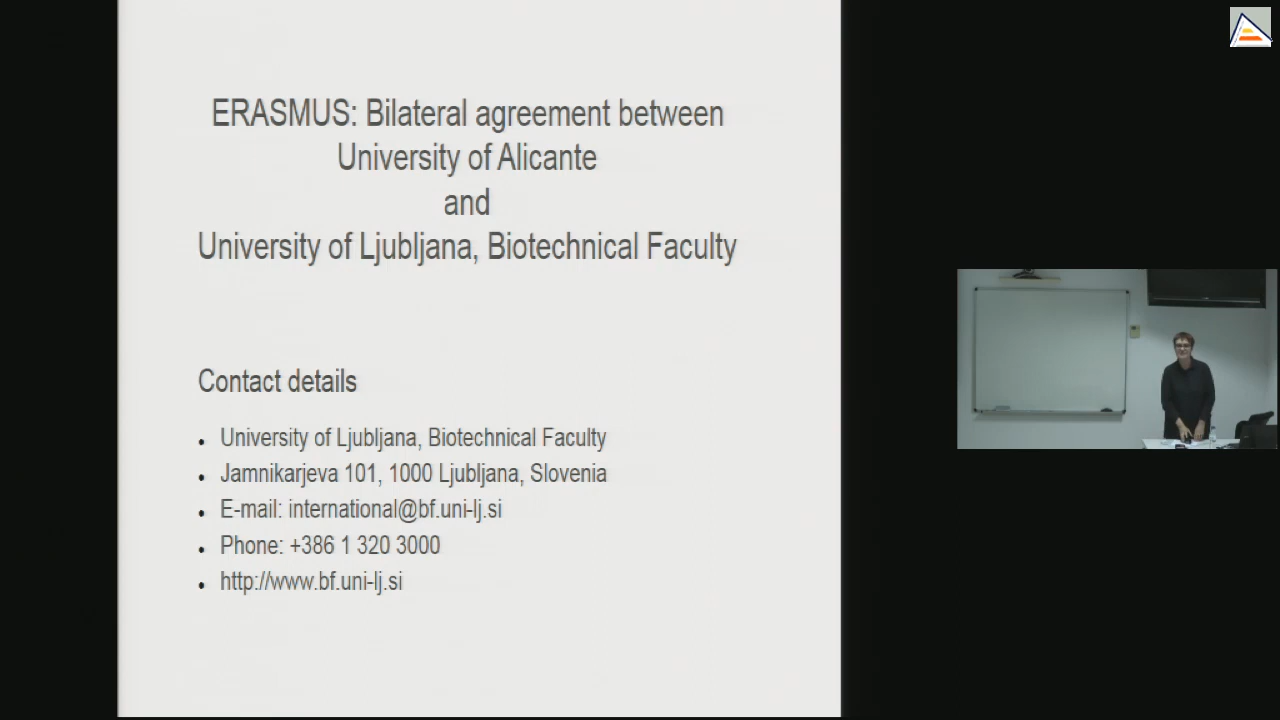 ERASMUS: Bilateral agreement between
University of Alicante
and
University of Ljubljana, Biotechnical Faculty
Contact details
• University of Ljubljana, Biotechnical Faculty
• Jamnikarjeva 101, 1000 Ljubljana, Slovenia
• E-mail: international@bf.uni-lj.si
• Phone: +386 1 320 3000
• http://www.bf.uni-lj.si